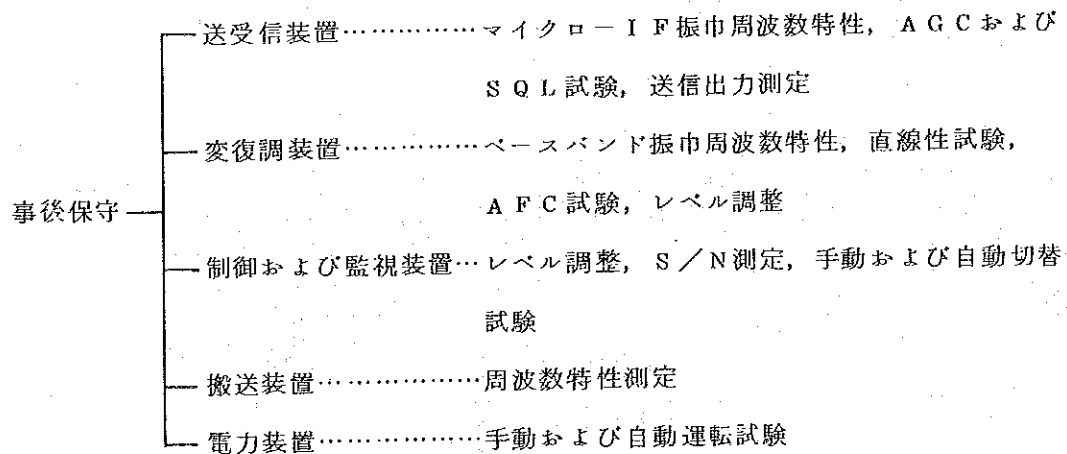 送受信装置……………マイクロ－ＩＦ振巾周波数特性，ＡＧＣおよび
ＳＱＬ試験，送信出力測定
変復調装置……………ベースバンド振巾周波数特性，直線性試験，
ＡＦＣ試験，レベル調整
事後保守
制御および監視装置…レベル調整，Ｓ／Ｎ測定，手動および自動切替
試験
搬送装置………………周波数特性測定
電力装置………………手動および自動運転試験